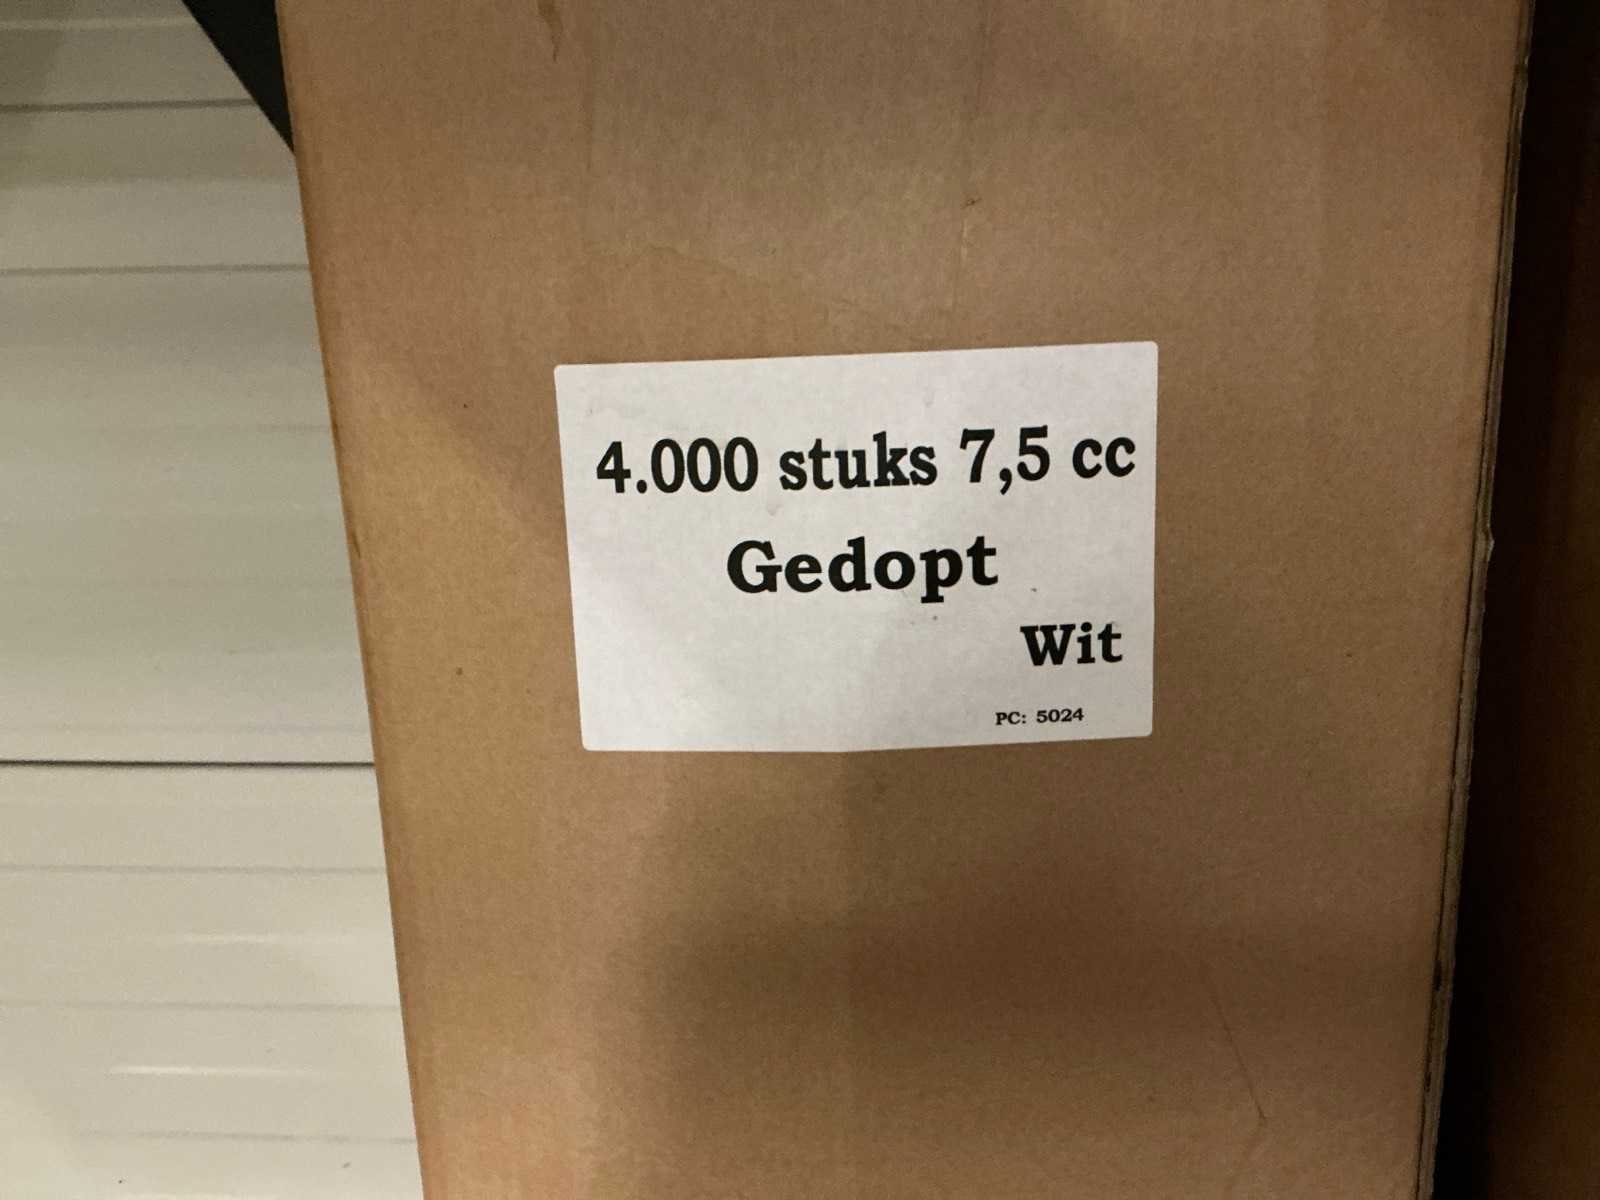 4.000 stuks 7,5 cc
Gedopt
Wit
PC: 5024